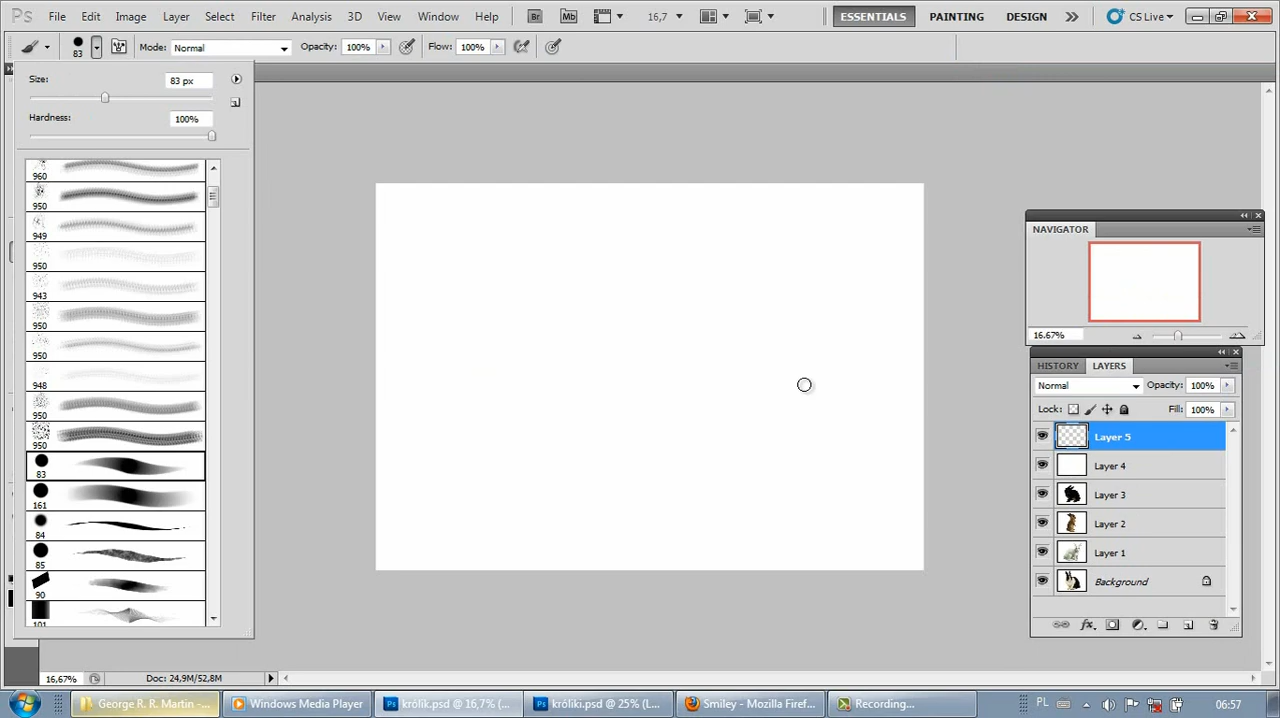 Ps File Edit Image Layer Select Filter Analysis 3D View Window Help Br Mb 16,7 ESSENTIALS PAINTING DESIGN CS Live
83 Mode: Normal Opacity: 100% Flow: 100%
Size: 83 px
Hardness: 100%
960
950
949
950
943
950
950
948
950
950
83
161
84
85
90
101
NAVIGATOR
16.67%
HISTORY LAYERS
Normal Opacity: 100%
Lock: Fill: 100%
Layer 5
Layer 4
Layer 3
Layer 2
Layer 1
Background
fx
16,67% Doc: 24,9M/52,8M
George R. R. Martin -... Windows Media Player Ps królik.psd @ 16,7% (... Ps króliki.psd @ 25% (L... Smiley - Mozilla Firef... Recording... PL 06:57